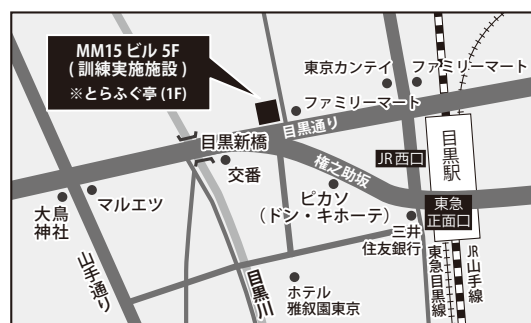 MM15 ビル 5F
( 訓練実施施設 )
※とらふぐ亭 (1F)
東京カンテイ
ファミリーマート
ファミリーマート
目黒通り
目黒新橋
交番
権之助坂
JR 西口
目黒駅
東急
正面口
ピカソ
（ドン・キホーテ）
三井
住友銀行
大鳥
神社
マルエツ
山手通り
目黒川
ホテル
雅叙園東京
東急目黒線
JR山手線